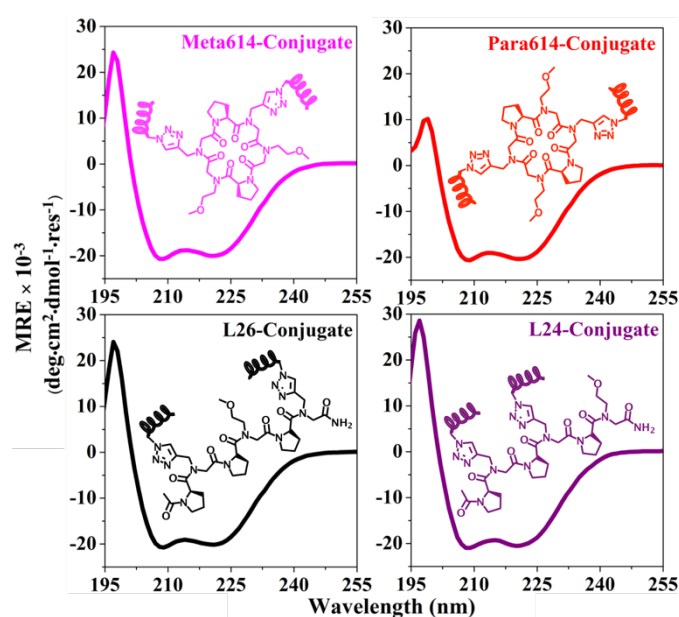 MRE × 10⁻³
(deg·cm²·dmol⁻¹·res⁻¹)
Meta614-Conjugate
30
20
10
0
-10
-20
195 210 225 240 255
Para614-Conjugate
30
20
10
0
-10
-20
195 210 225 240 255
L26-Conjugate
30
20
10
0
-10
-20
195 210 225 240 255
L24-Conjugate
30
20
10
0
-10
-20
195 210 225 240 255
Wavelength (nm)